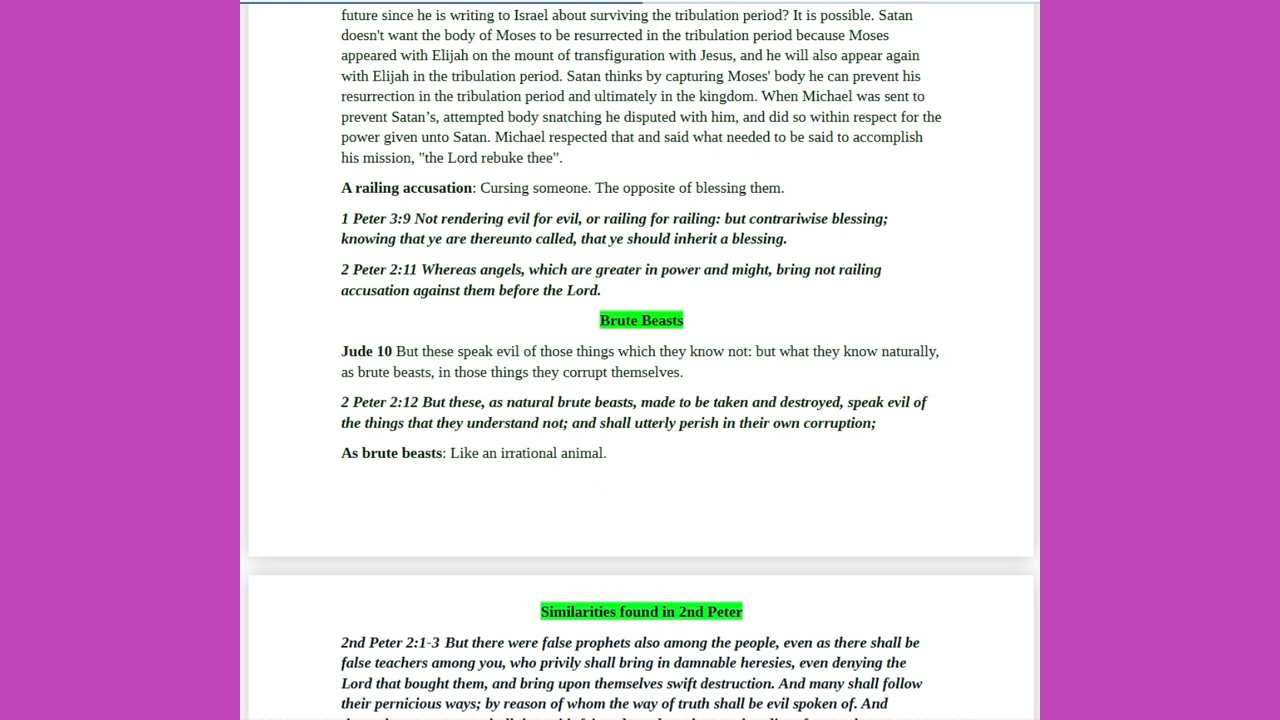 future since he is writing to Israel about surviving the tribulation period? It is possible. Satan
doesn't want the body of Moses to be resurrected in the tribulation period because Moses
appeared with Elijah on the mount of transfiguration with Jesus, and he will also appear again
with Elijah in the tribulation period. Satan thinks by capturing Moses' body he can prevent his
resurrection in the tribulation period and ultimately in the kingdom. When Michael was sent to
prevent Satan’s, attempted body snatching he disputed with him, and did so within respect for the
power given unto Satan. Michael respected that and said what needed to be said to accomplish
his mission, "the Lord rebuke thee".
A railing accusation: Cursing someone. The opposite of blessing them.
1 Peter 3:9 Not rendering evil for evil, or railing for railing: but contrariwise blessing;
knowing that ye are thereunto called, that ye should inherit a blessing.
2 Peter 2:11 Whereas angels, which are greater in power and might, bring not railing
accusation against them before the Lord.
Brute Beasts
Jude 10 But these speak evil of those things which they know not: but what they know naturally,
as brute beasts, in those things they corrupt themselves.
2 Peter 2:12 But these, as natural brute beasts, made to be taken and destroyed, speak evil of
the things that they understand not; and shall utterly perish in their own corruption;
As brute beasts: Like an irrational animal.
Similarities found in 2nd Peter
2nd Peter 2:1-3 But there were false prophets also among the people, even as there shall be
false teachers among you, who privily shall bring in damnable heresies, even denying the
Lord that bought them, and bring upon themselves swift destruction. And many shall follow
their pernicious ways; by reason of whom the way of truth shall be evil spoken of. And